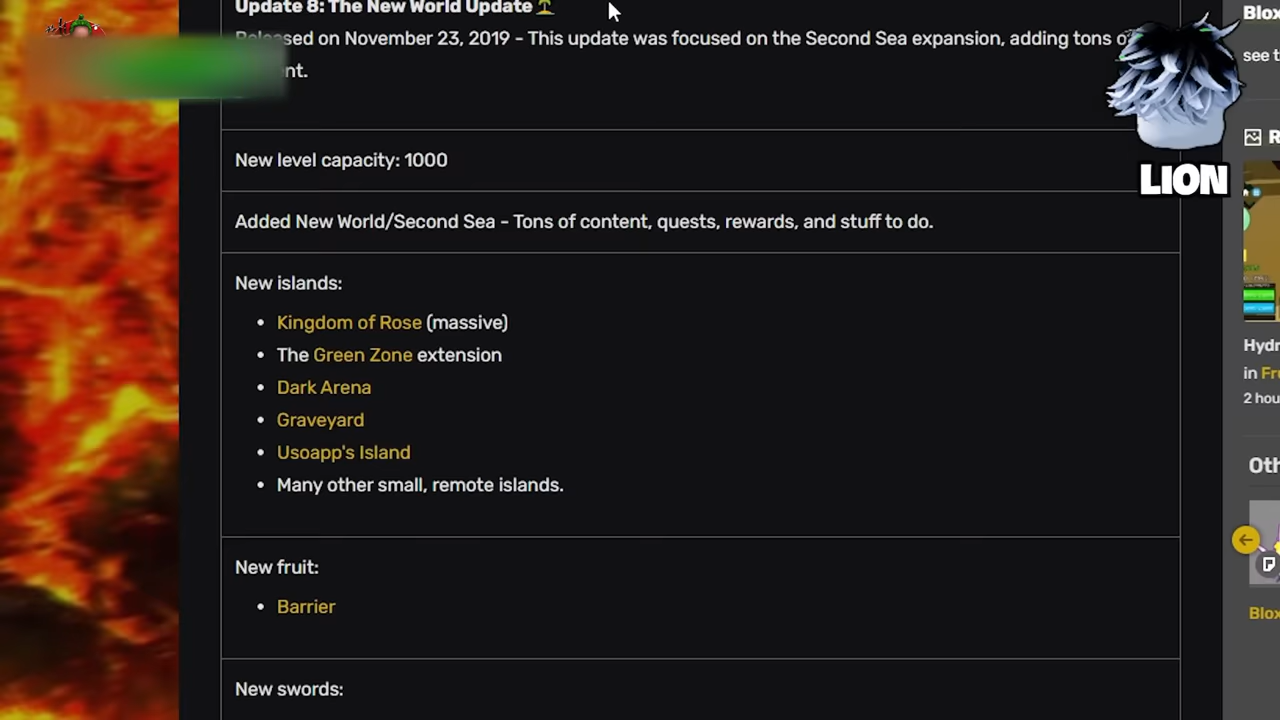 Update 8: The New World Update
Released on November 23, 2019 - This update was focused on the Second Sea expansion, adding tons of
nt.
New level capacity: 1000
Added New World/Second Sea - Tons of content, quests, rewards, and stuff to do.
New islands:
• Kingdom of Rose (massive)
• The Green Zone extension
• Dark Arena
• Graveyard
• Usoapp's Island
• Many other small, remote islands.
New fruit:
• Barrier
New swords:
LION
Blox
see t
R
Hydr
in Fr
2 hou
Oth
Blox